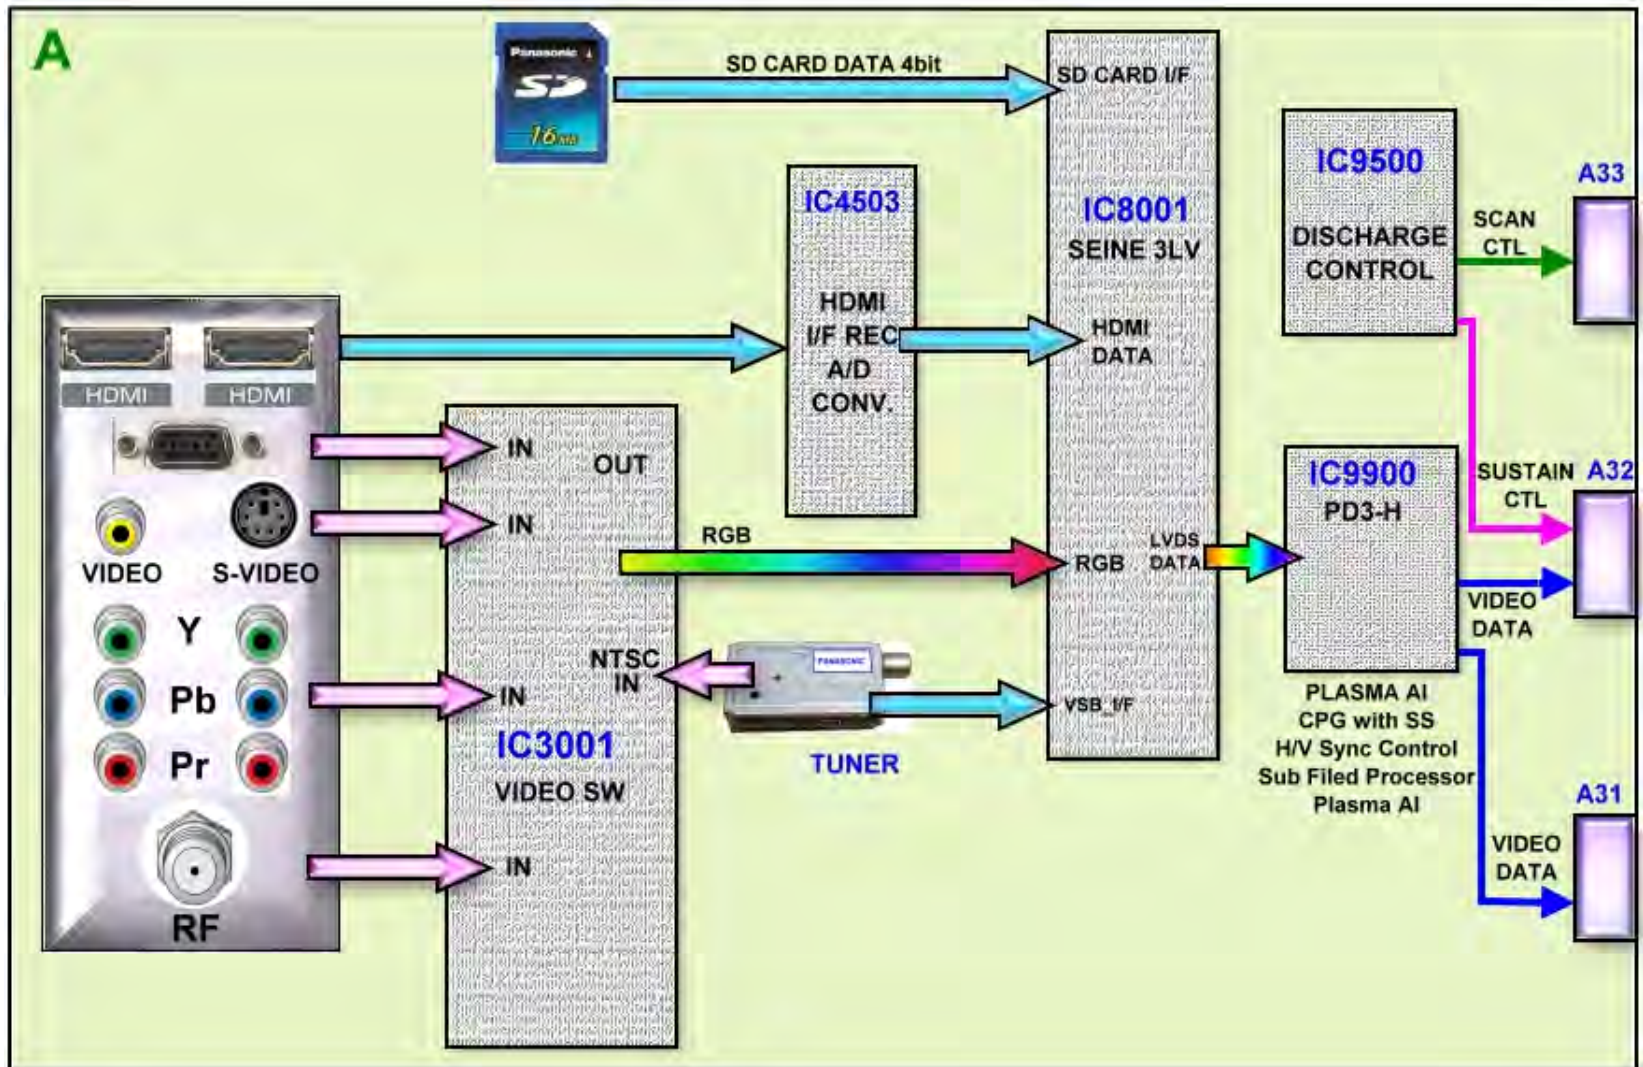 A
Panasonic
SD
16MB
SD CARD DATA 4bit
SD CARD I/F
IC8001
SEINE 3LV
HDMI
DATA
RGB
LVDS
DATA
VSB_I/F
IC4503
HDMI
I/F REC
A/D
CONV.
IC9500
DISCHARGE
CONTROL
SCAN
CTL
A33
HDMI
HDMI
VIDEO
S-VIDEO
Y
Pb
Pr
RF
IN
OUT
IN
RGB
NTSC
IN
IN
IC3001
VIDEO SW
IN
PANASONIC
TUNER
IC9900
PD3-H
SUSTAIN
CTL
A32
VIDEO
DATA
PLASMA AI
CPG with SS
H/V Sync Control
Sub Filed Processor
Plasma AI
A31
VIDEO
DATA